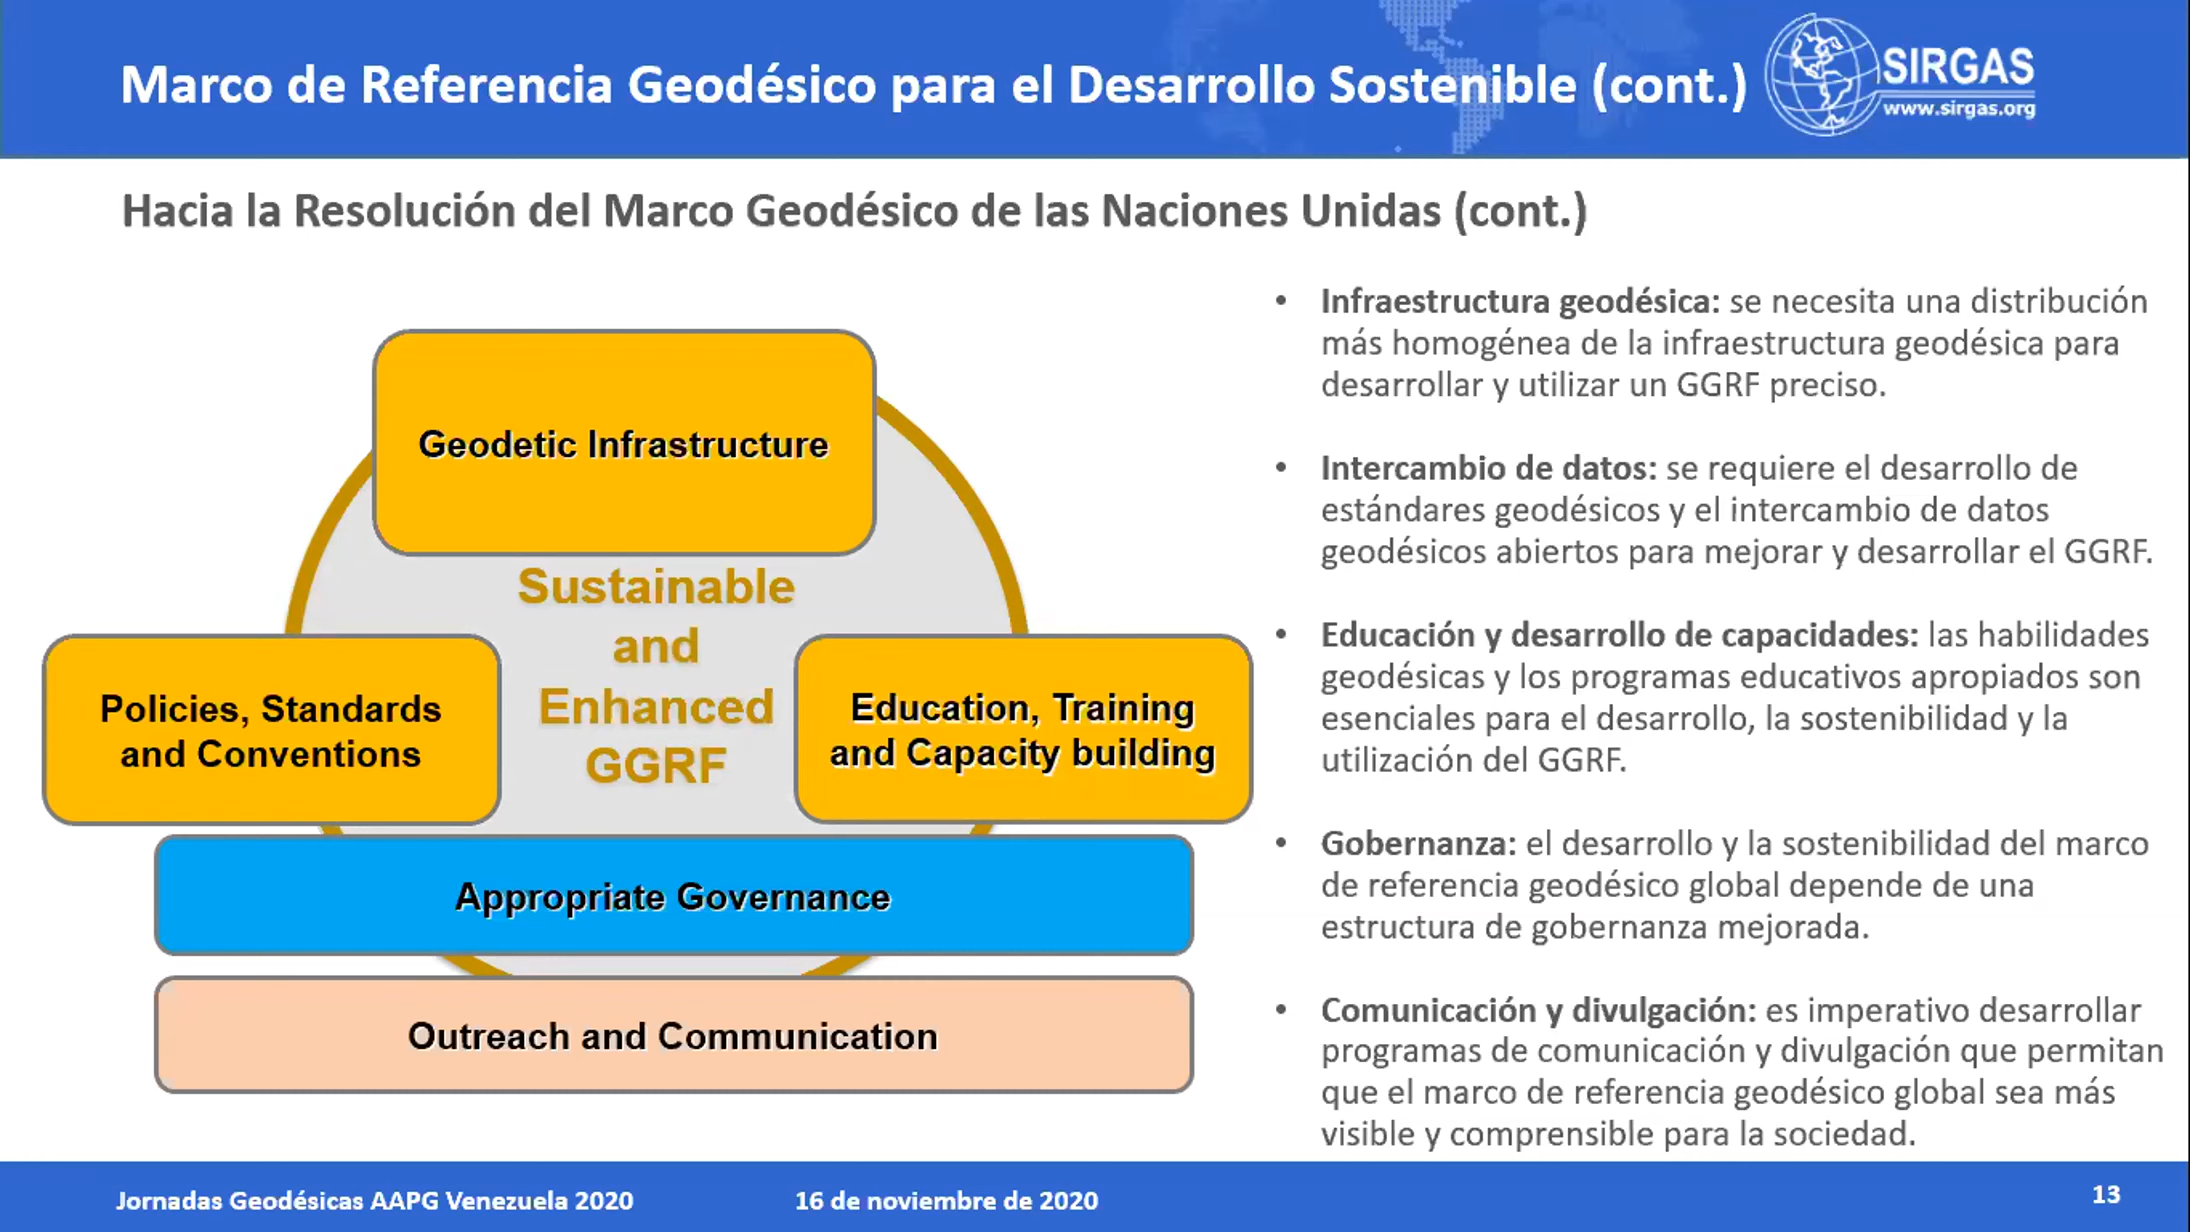 Marco de Referencia Geodésico para el Desarrollo Sostenible (cont.)
SIRGAS
www.sirgas.org
Hacia la Resolución del Marco Geodésico de las Naciones Unidas (cont.)
Geodetic Infrastructure
Sustainable
and
Enhanced
GGRF
Policies, Standards
and Conventions
Education, Training
and Capacity building
Appropriate Governance
Outreach and Communication
• Infraestructura geodésica: se necesita una distribución
más homogénea de la infraestructura geodésica para
desarrollar y utilizar un GGRF preciso.
• Intercambio de datos: se requiere el desarrollo de
estándares geodésicos y el intercambio de datos
geodésicos abiertos para mejorar y desarrollar el GGRF.
• Educación y desarrollo de capacidades: las habilidades
geodésicas y los programas educativos apropiados son
esenciales para el desarrollo, la sostenibilidad y la
utilización del GGRF.
• Gobernanza: el desarrollo y la sostenibilidad del marco
de referencia geodésico global depende de una
estructura de gobernanza mejorada.
• Comunicación y divulgación: es imperativo desarrollar
programas de comunicación y divulgación que permitan
que el marco de referencia geodésico global sea más
visible y comprensible para la sociedad.
Jornadas Geodésicas AAPG Venezuela 2020
16 de noviembre de 2020
13